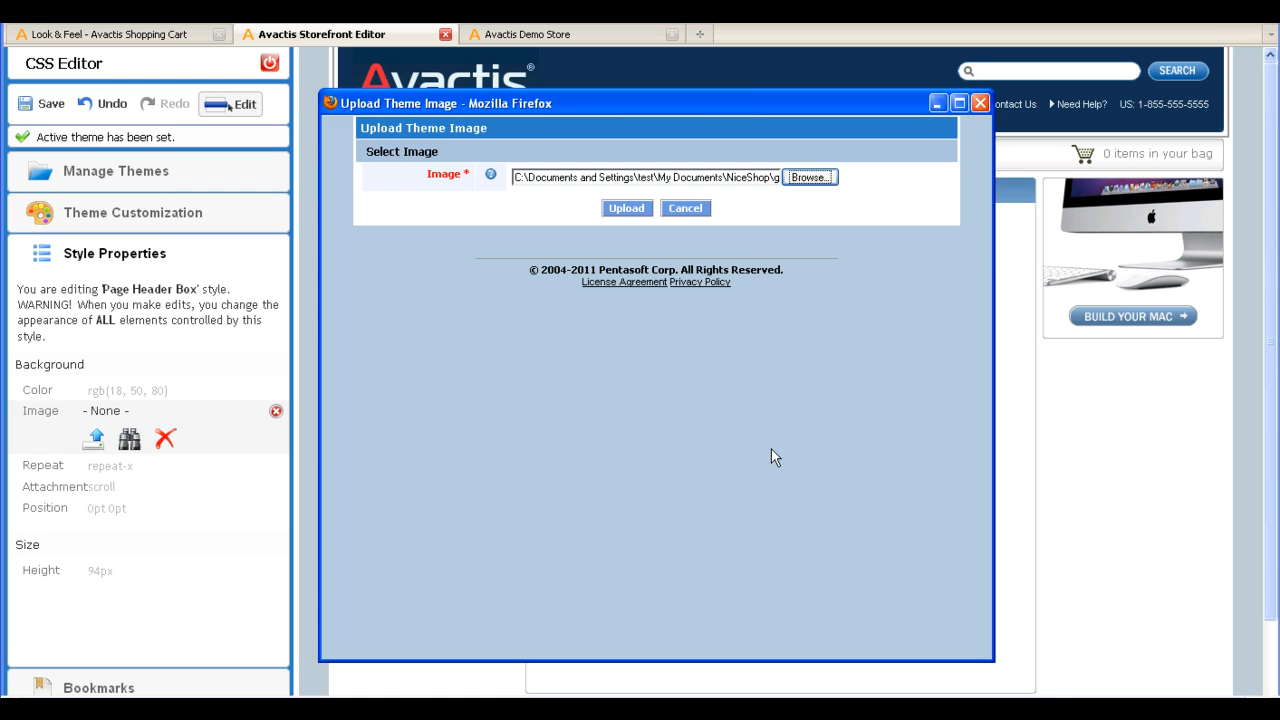 Look & Feel - Avactis Shopping Cart
Avactis Storefront Editor
Avactis Demo Store
CSS Editor
Save
Undo
Redo
Edit
Active theme has been set.
Manage Themes
Theme Customization
Style Properties
You are editing 'Page Header Box' style.
WARNING! When you make edits, you change the
appearance of ALL elements controlled by this
style.
Background
Color rgb(18, 50, 80)
Image - None -
Repeat repeat-x
Attachment scroll
Position 0pt 0pt
Size
Height 94px
Bookmarks
Avactis®
SEARCH
ontact Us Need Help? US: 1-855-555-5555
0 items in your bag
BUILD YOUR MAC
Upload Theme Image - Mozilla Firefox
Upload Theme Image
Select Image
Image * C:\Documents and Settings\test\My Documents\NiceShop\g Browse...
Upload Cancel
© 2004-2011 Pentasoft Corp. All Rights Reserved.
License Agreement Privacy Policy